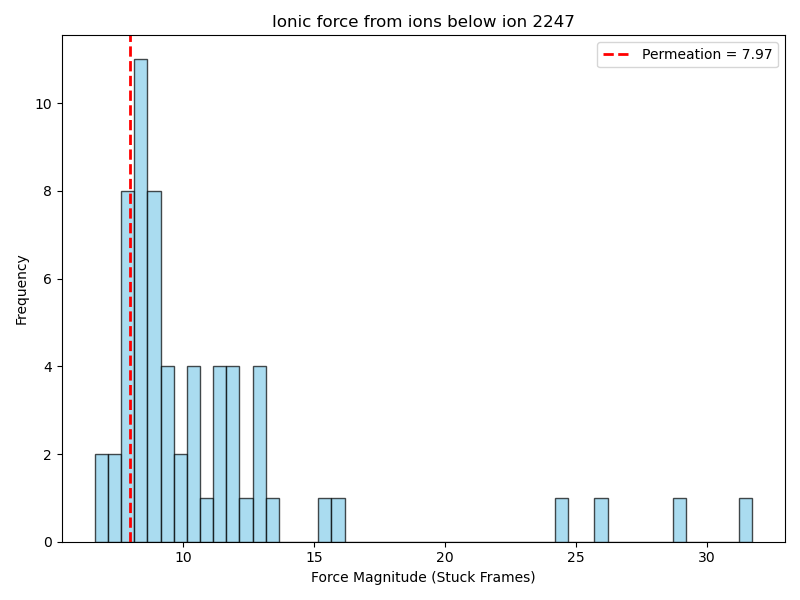 Ionic force from ions below ion 2247
Permeation = 7.97
Frequency
10
8
6
4
2
0
10 15 20 25 30
Force Magnitude (Stuck Frames)